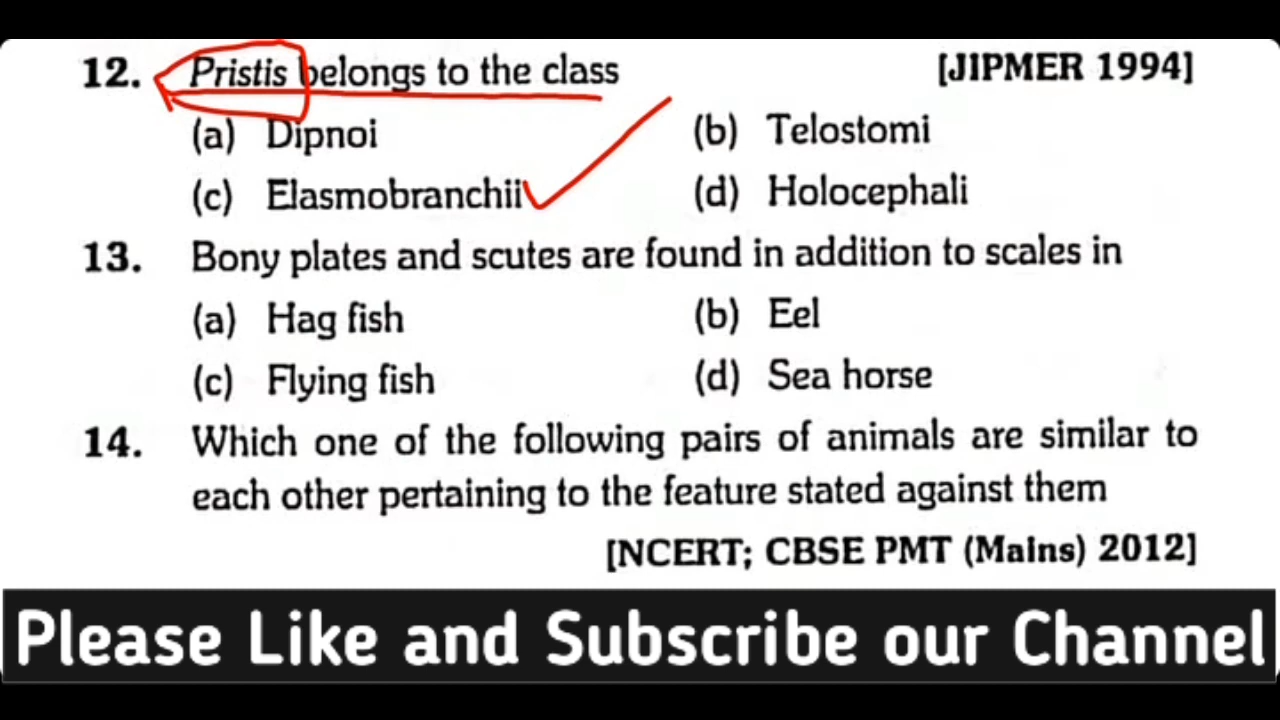 12. Pristis belongs to the class [JIPMER 1994]
(a) Dipnoi (b) Telostomi
(c) Elasmobranchii (d) Holocephali
13. Bony plates and scutes are found in addition to scales in
(a) Hag fish (b) Eel
(c) Flying fish (d) Sea horse
14. Which one of the following pairs of animals are similar to
each other pertaining to the feature stated against them
[NCERT; CBSE PMT (Mains) 2012]
Please Like and Subscribe our Channel